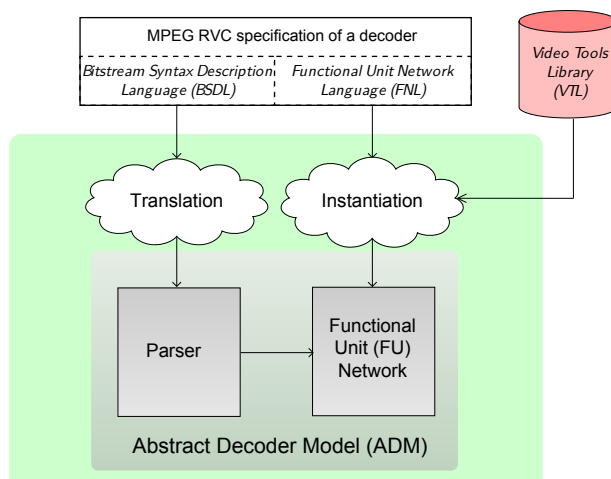 MPEG RVC specification of a decoder
Bitstream Syntax Description
Language (BSDL)
Functional Unit Network
Language (FNL)
Video Tools
Library
(VTL)
Translation
Instantiation
Parser
Functional
Unit (FU)
Network
Abstract Decoder Model (ADM)